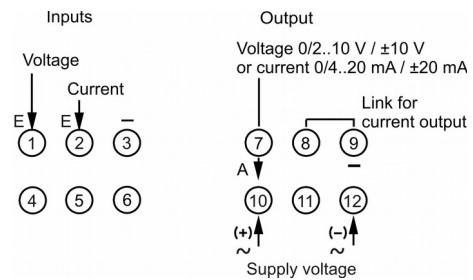 Inputs
Output
Voltage
Current
E
E
–
1
2
3
4
5
6
Voltage 0/2..10 V / ±10 V
or current 0/4..20 mA / ±20 mA
Link for
current output
7
8
9
–
A
10
11
12
(+)
~
(–)
~
Supply voltage